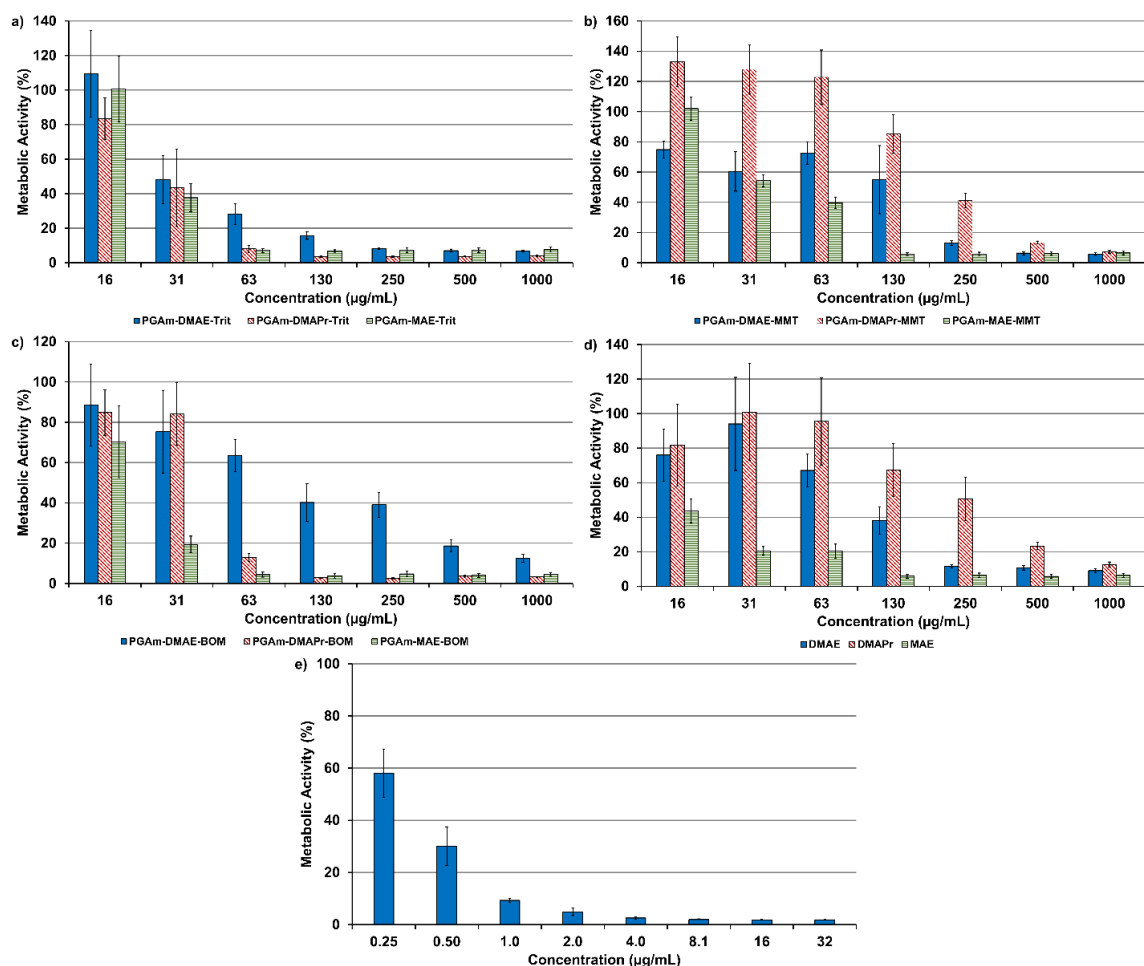 a)
Metabolic Activity (%)
140
120
100
80
60
40
20
0
16 31 63 130 250 500 1000
Concentration (µg/mL)
PGAm-DMAE-Trit PGAm-DMAPr-Trit PGAm-MAE-Trit
b)
Metabolic Activity (%)
160
140
120
100
80
60
40
20
0
16 31 63 130 250 500 1000
Concentration (µg/mL)
PGAm-DMAE-MMT PGAm-DMAPr-MMT PGAm-MAE-MMT
c)
Metabolic Activity (%)
120
100
80
60
40
20
0
16 31 63 130 250 500 1000
Concentration (µg/mL)
PGAm-DMAE-BOM PGAm-DMAPr-BOM PGAm-MAE-BOM
d)
Metabolic Activity (%)
140
120
100
80
60
40
20
0
16 31 63 130 250 500 1000
Concentration (µg/mL)
DMAE DMAPr MAE
e)
Metabolic Activity (%)
100
80
60
40
20
0
0.25 0.50 1.0 2.0 4.0 8.1 16 32
Concentration (µg/mL)